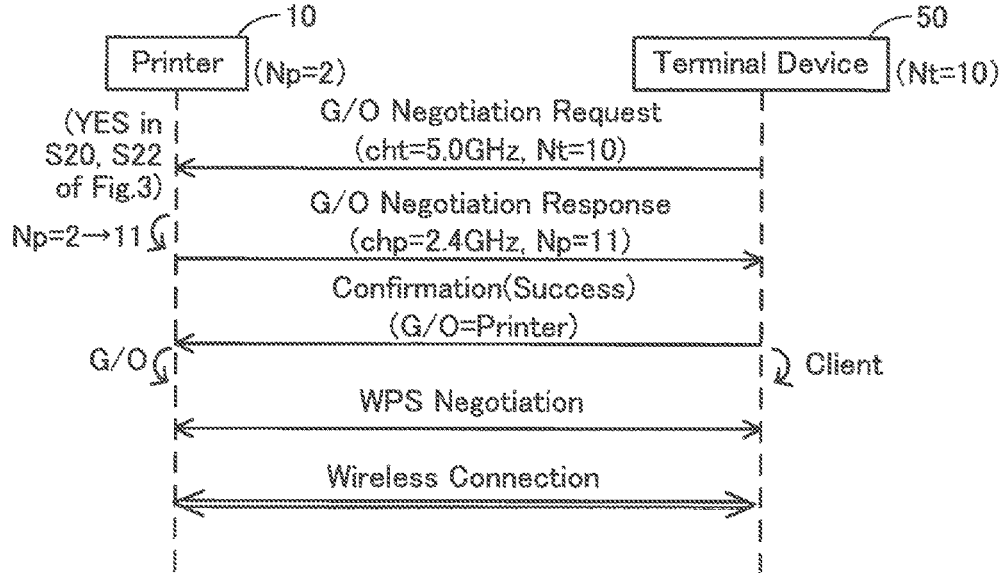 10
50
Printer
(Np=2)
Terminal Device
(Nt=10)
G/O Negotiation Request
(cht=5.0GHz, Nt=10)
(YES in
S20, S22
of Fig.3)
G/O Negotiation Response
(chp=2.4GHz, Np=11)
Np=2→11
Confirmation(Success)
(G/O=Printer)
G/O
Client
WPS Negotiation
Wireless Connection